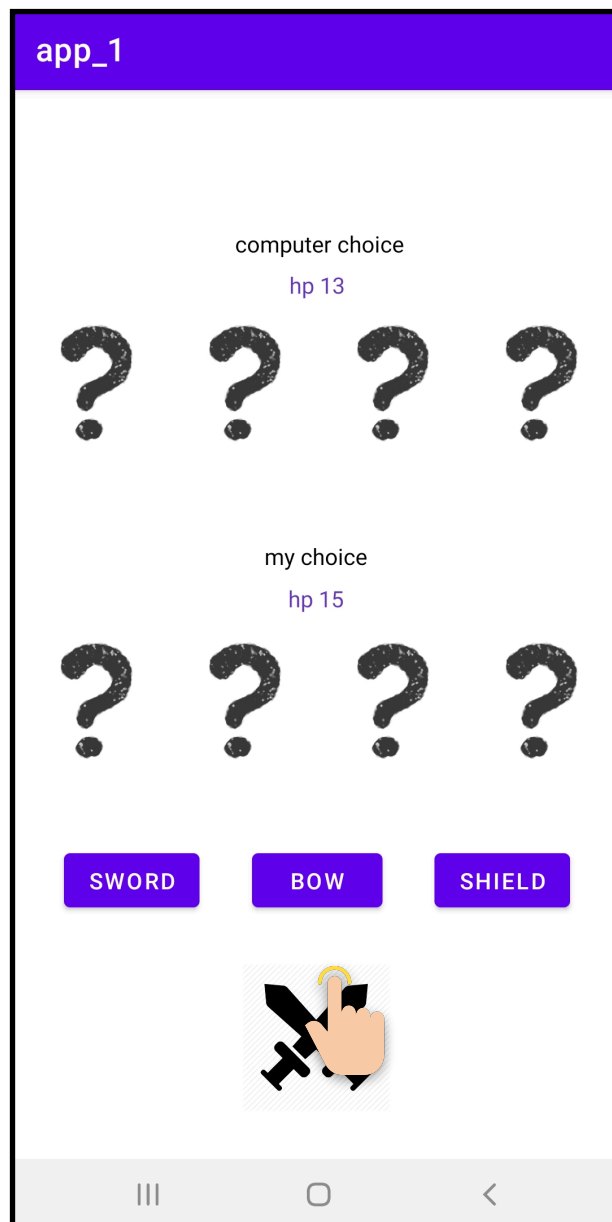 app_1
computer choice
hp 13
? ? ? ?
my choice
hp 15
? ? ? ?
SWORD BOW SHIELD